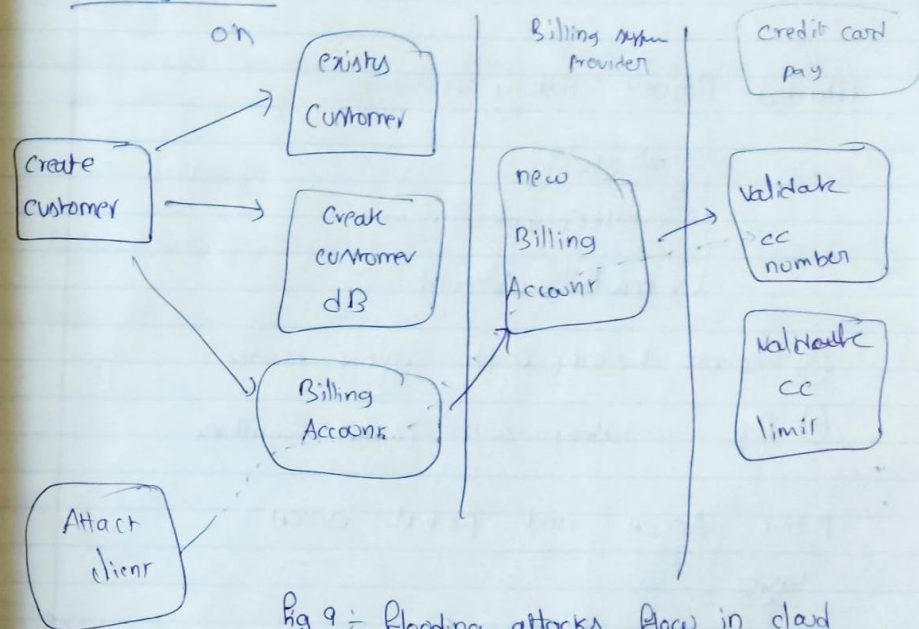 on
Billing system
Provider
Credit card
pay
exists
Customer
Create
customer
Creat
customer
dB
new
Billing
Account
Validate
cc
number
Validate
cc
limit
Billing
Account
Attack
client
Fig 9:- Flooding attacks flow in cloud